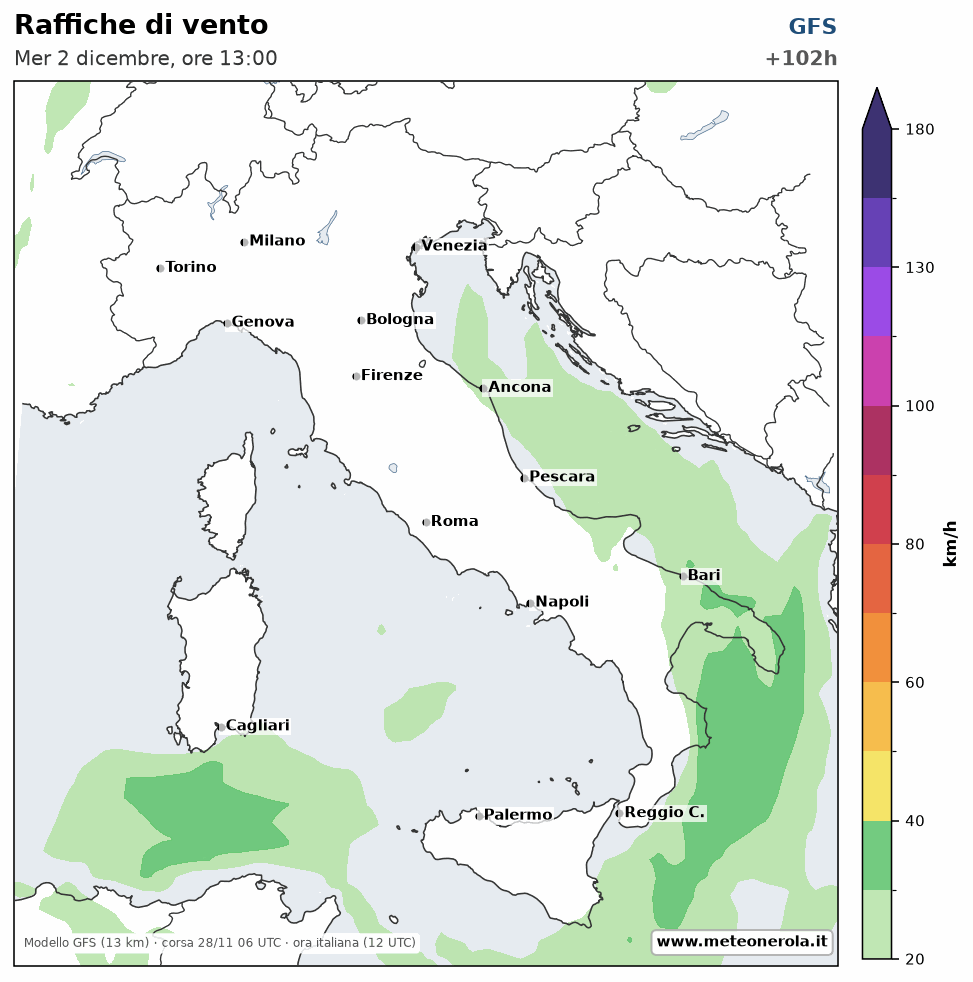 Raffiche di vento
GFS
Mer 2 dicembre, ore 13:00
+102h
180
130
100
80
60
40
20
km/h
Milano
Venezia
Torino
Genova
Bologna
Firenze
Ancona
Pescara
Roma
Bari
Napoli
Cagliari
Palermo
Reggio C.
Modello GFS (13 km) · corsa 28/11 06 UTC · ora italiana (12 UTC)
www.meteonerola.it